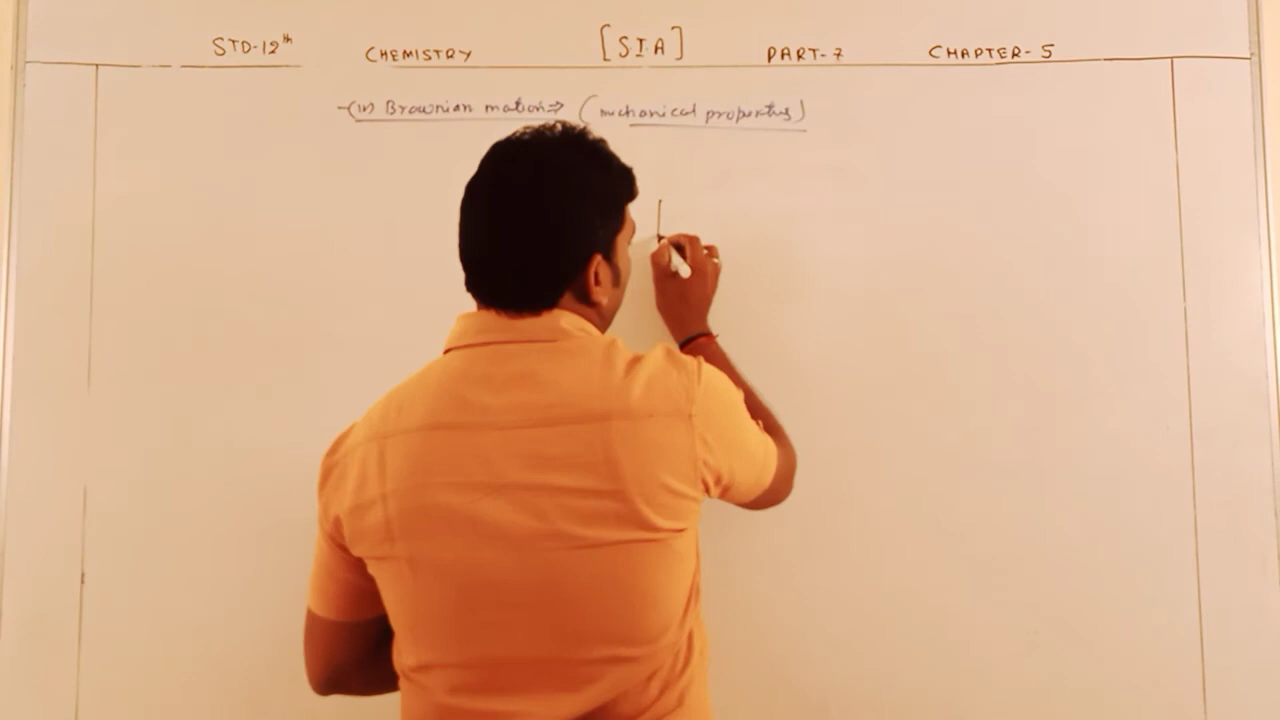 STD-12th CHEMISTRY [S.I.A] PART-7 CHAPTER-5
(iv) Brownian motion ⇒ (mechanical properties)